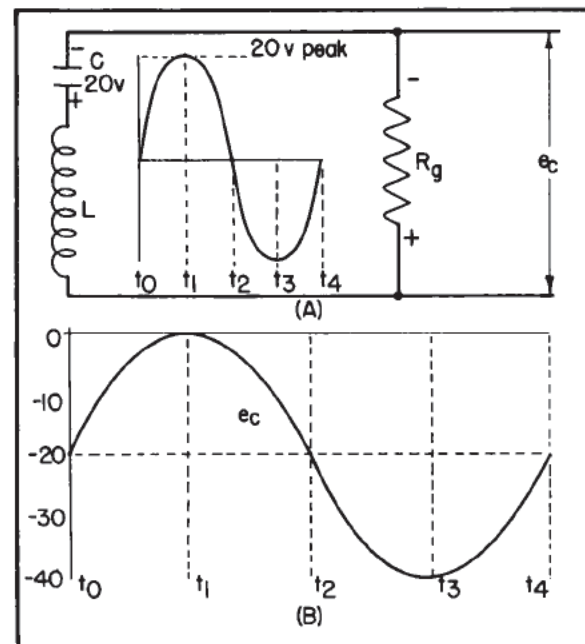 - C 20v peak
20v
+
-
L
Rg
ec
+
t0 t1 t2 t3 t4
(A)
0
-10
ec
-20
-30
-40
t0 t1 t2 t3 t4
(B)